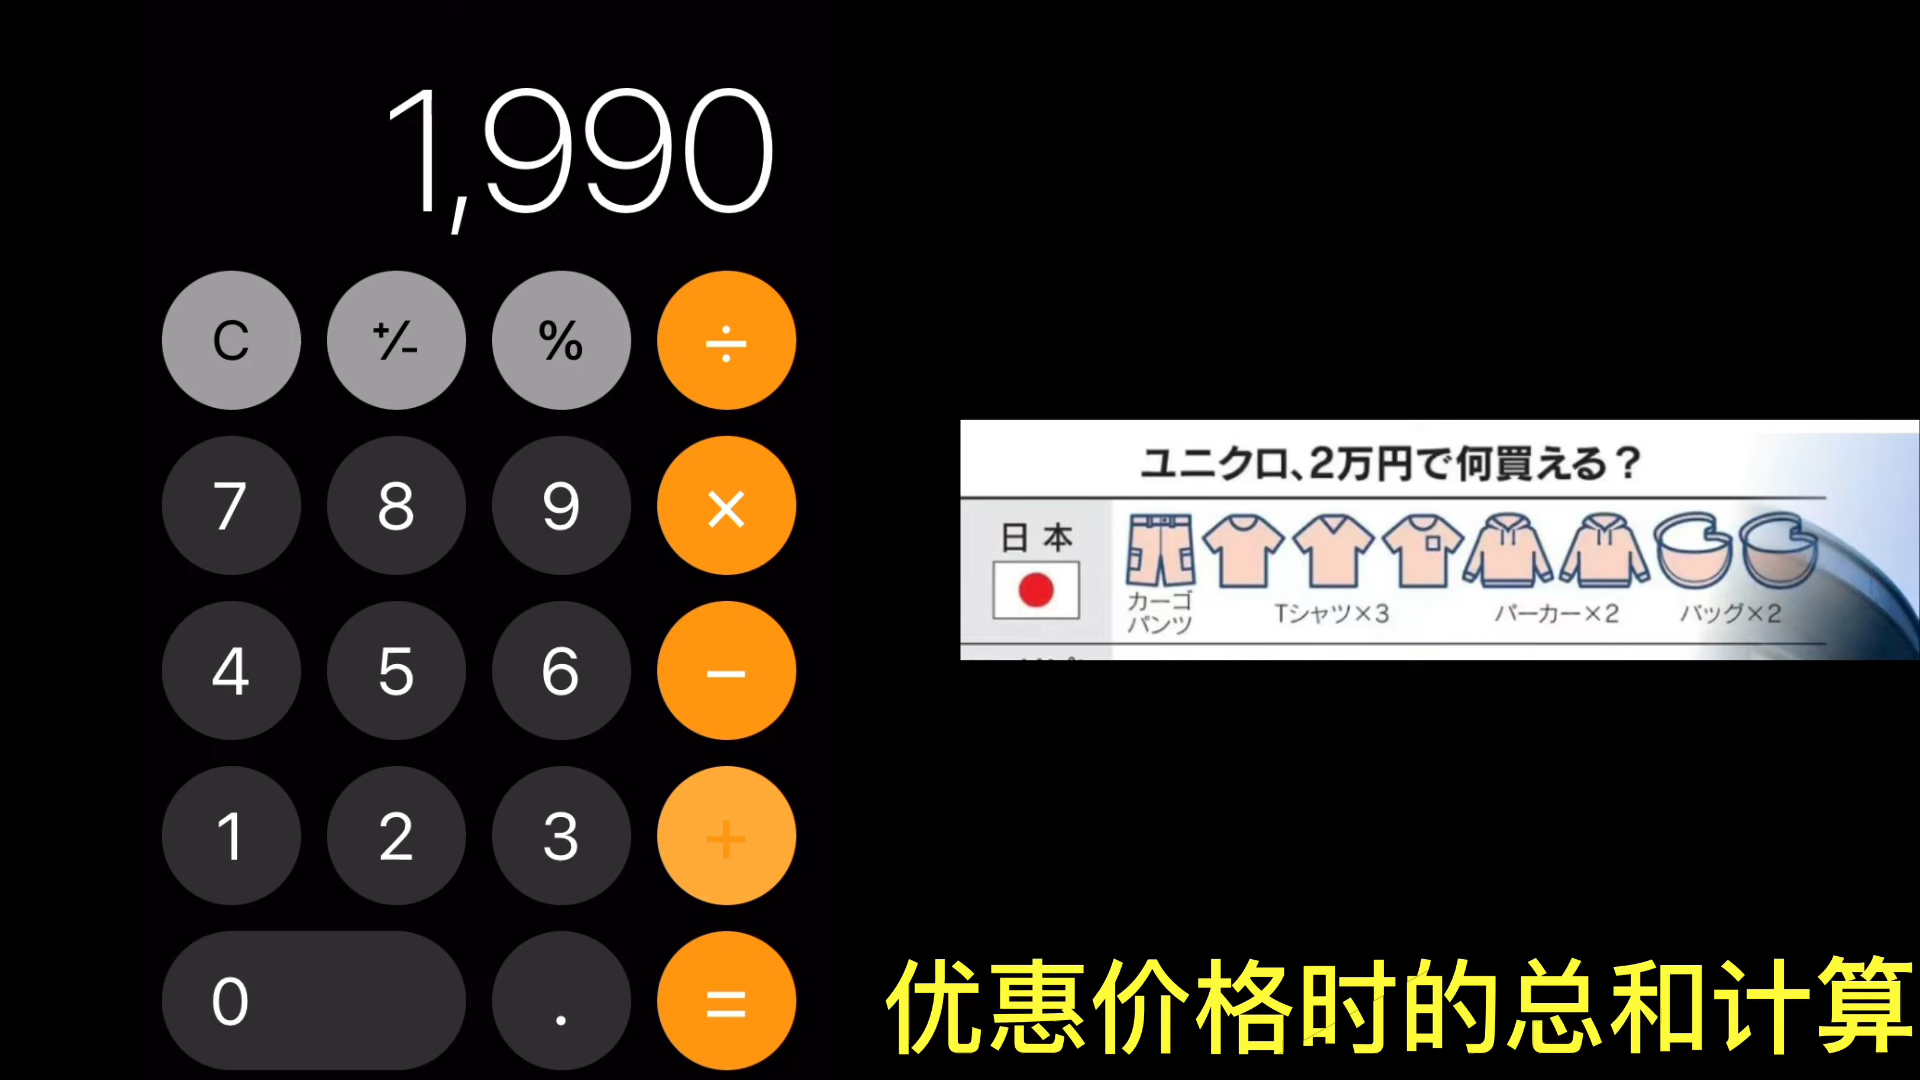 1,990
C +/- % ÷
7 8 9 ×
4 5 6 −
1 2 3 +
0 . =
ユニクロ、2万円で何買える？
日本
カーゴ
パンツ
Tシャツ×3
パーカー×2
バッグ×2
优惠价格时的总和计算